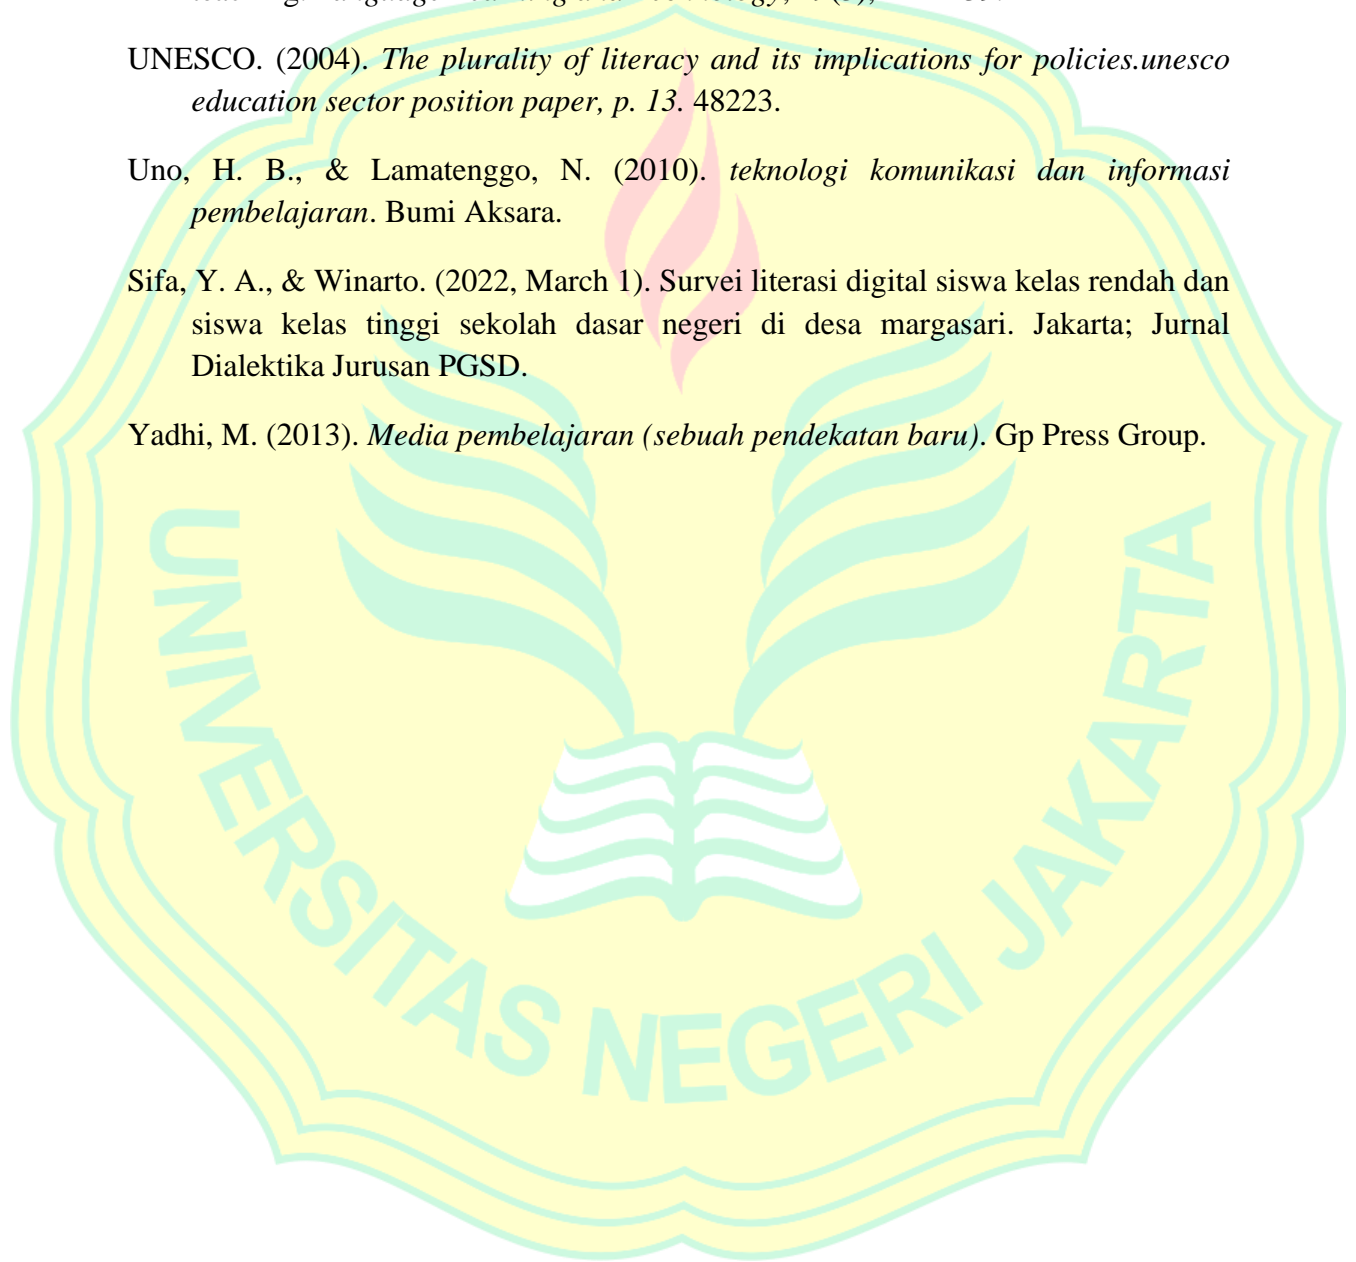 UNESCO. (2004). The plurality of literacy and its implications for policies.unesco
education sector position paper, p. 13. 48223.
Uno, H. B., & Lamatenggo, N. (2010). teknologi komunikasi dan informasi
pembelajaran. Bumi Aksara.
Sifa, Y. A., & Winarto. (2022, March 1). Survei literasi digital siswa kelas rendah dan
siswa kelas tinggi sekolah dasar negeri di desa margasari. Jakarta; Jurnal
Dialektika Jurusan PGSD.
Yadhi, M. (2013). Media pembelajaran (sebuah pendekatan baru). Gp Press Group.
UNIVERSITAS NEGERI JAKARTA